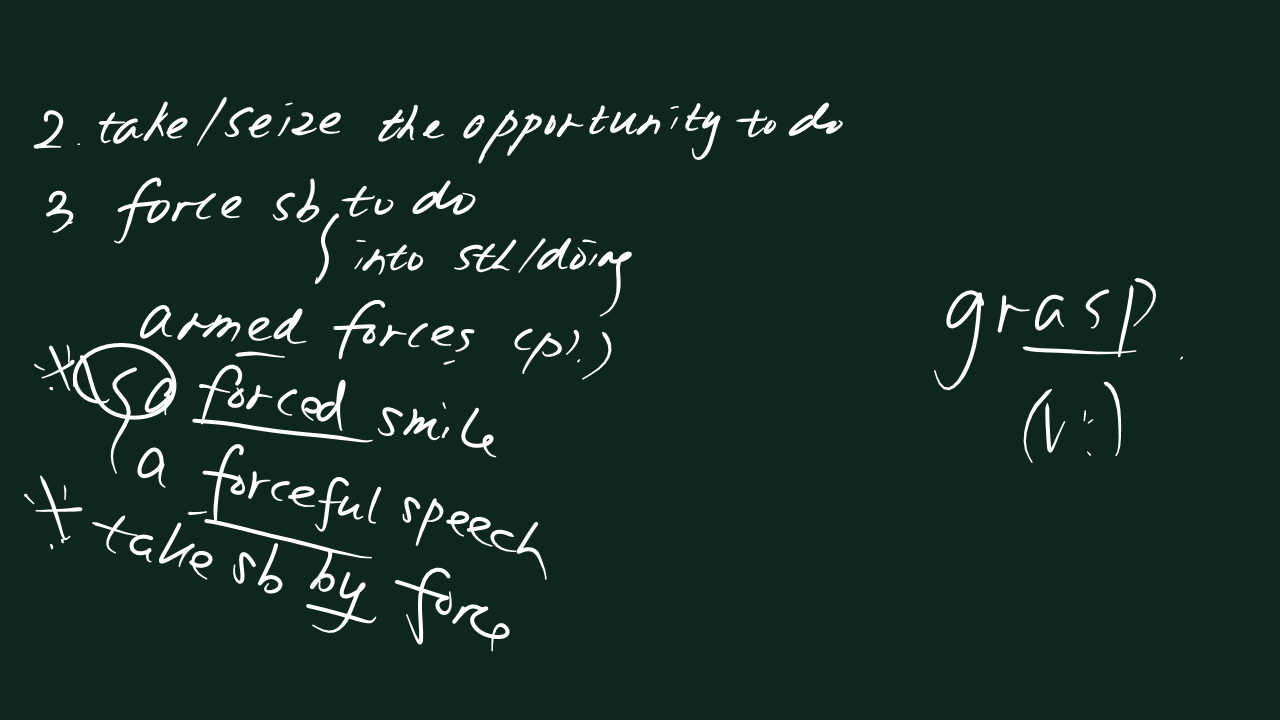 2. take/seize the opportunity to do
3 force sb to do
into sth/doing
armed forces (pl.)
a forced smile
a forceful speech
take sb by force
grasp
(v.)